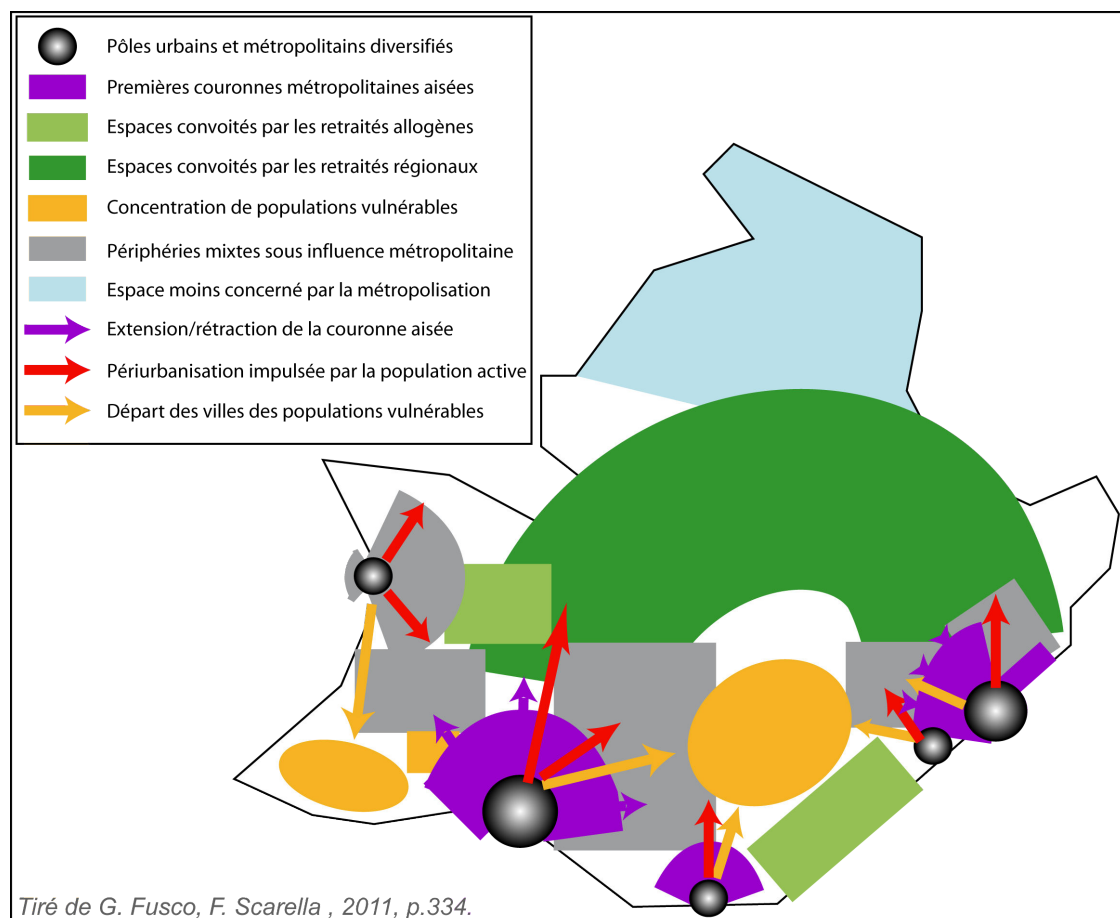 Pôles urbains et métropolitains diversifiés
Premières couronnes métropolitaines aisées
Espaces convoités par les retraités allogènes
Espaces convoités par les retraités régionaux
Concentration de populations vulnérables
Périphéries mixtes sous influence métropolitaine
Espace moins concerné par la métropolisation
Extension/rétraction de la couronne aisée
Périurbanisation impulsée par la population active
Départ des villes des populations vulnérables
Tiré de G. Fusco, F. Scarella , 2011, p.334.